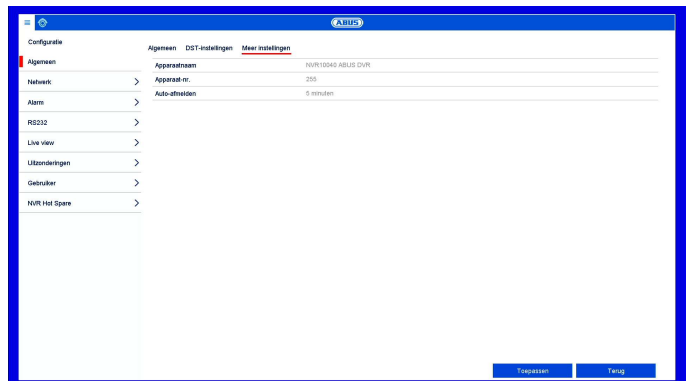 ABUS
Configuratie
Algemeen
Netwerk
Alarm
RS232
Live view
Uitzonderingen
Gebruiker
NVR Hot Spare
Algemeen DST-instellingen Meer instellingen
Apparaatnaam NVR10040 ABUS DVR
Apparaat-nr. 255
Auto-afmelden 5 minuten
Toepassen Terug